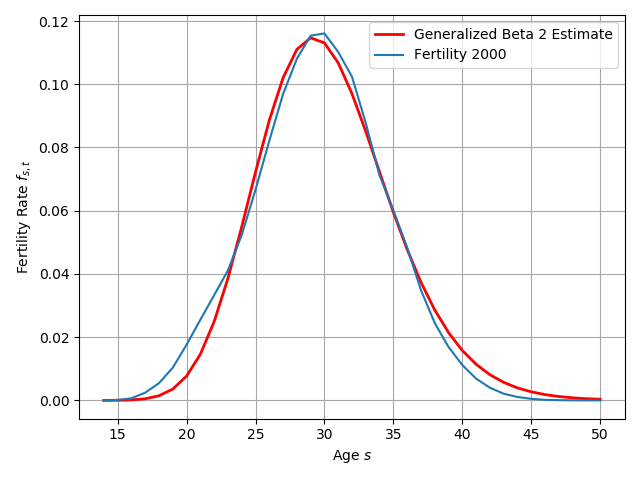 Generalized Beta 2 Estimate
Fertility 2000
Fertility Rate $f_{s,t}$
0.12
0.10
0.08
0.06
0.04
0.02
0.00
15 20 25 30 35 40 45 50
Age s